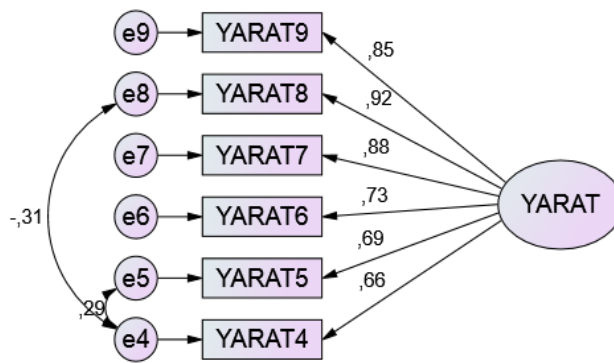 e9 YARAT9 ,85
e8 YARAT8 ,92
e7 YARAT7 ,88
YARAT
e6 YARAT6 ,73
-,31
e5 YARAT5 ,69
,29
e4 YARAT4 ,66